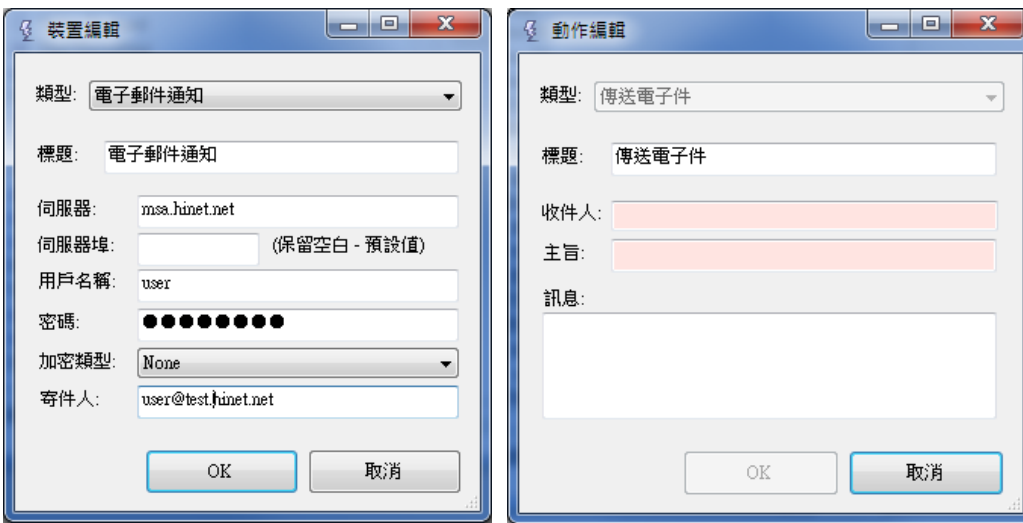 裝置編輯
類型: 電子郵件通知
標題: 電子郵件通知
伺服器: msa.hinet.net
伺服器埠: (保留空白 - 預設值)
用戶名稱: user
密碼: ●●●●●●●●
加密類型: None
寄件人: user@test.hinet.net
OK 取消
動作編輯
類型: 傳送電子件
標題: 傳送電子件
收件人:
主旨:
訊息:
OK 取消